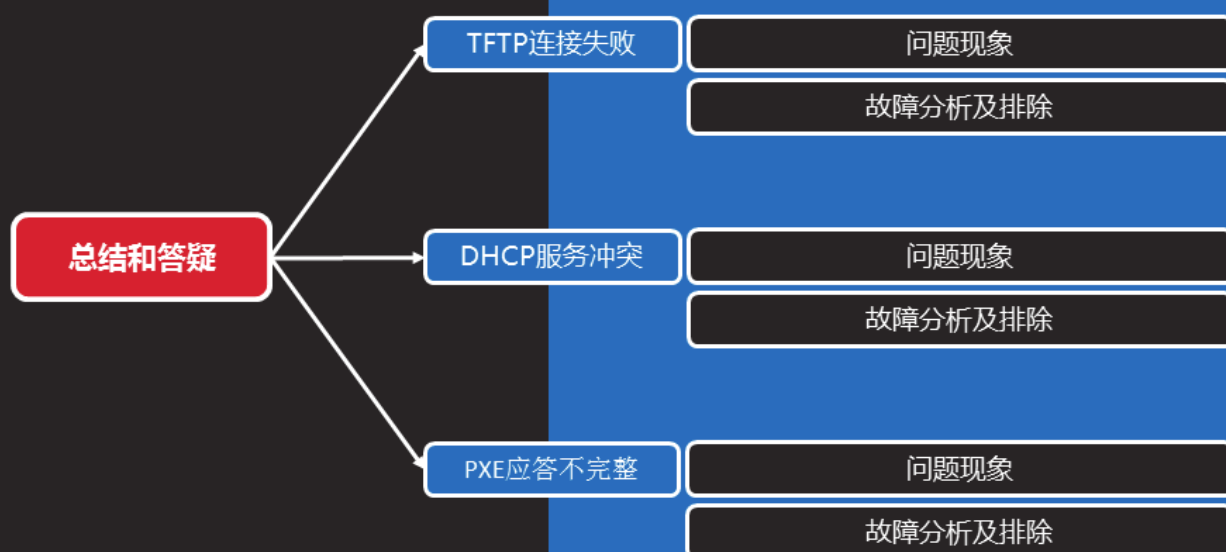 总结和答疑
TFTP连接失败
问题现象
故障分析及排除
DHCP服务冲突
问题现象
故障分析及排除
PXE应答不完整
问题现象
故障分析及排除